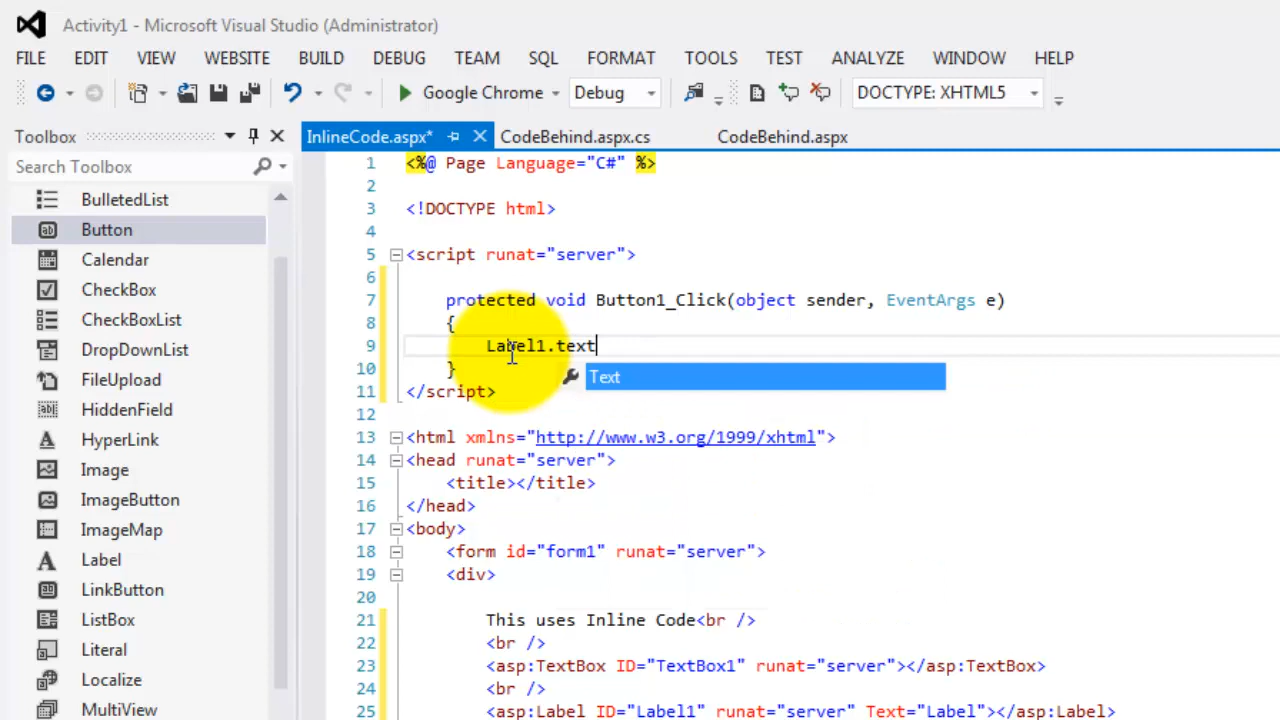 Activity1 - Microsoft Visual Studio (Administrator)
FILE EDIT VIEW WEBSITE BUILD DEBUG TEAM SQL FORMAT TOOLS TEST ANALYZE WINDOW HELP
Google Chrome Debug DOCTYPE: XHTML5
Toolbox
Search Toolbox
BulletedList
Button
Calendar
CheckBox
CheckBoxList
DropDownList
FileUpload
HiddenField
HyperLink
Image
ImageButton
ImageMap
Label
LinkButton
ListBox
Literal
Localize
MultiView
InlineCode.aspx* CodeBehind.aspx.cs CodeBehind.aspx
1 <%@ Page Language="C#" %>
2
3 <!DOCTYPE html>
4
5 <script runat="server">
6
7 protected void Button1_Click(object sender, EventArgs e)
8 {
9 Label1.text
Text
10 }
11 </script>
12
13 <html xmlns="http://www.w3.org/1999/xhtml">
14 <head runat="server">
15 <title></title>
16 </head>
17 <body>
18 <form id="form1" runat="server">
19 <div>
20
21 This uses Inline Code<br />
22 <br />
23 <asp:TextBox ID="TextBox1" runat="server"></asp:TextBox>
24 <br />
25 <asp:Label ID="Label1" runat="server" Text="Label"></asp:Label>